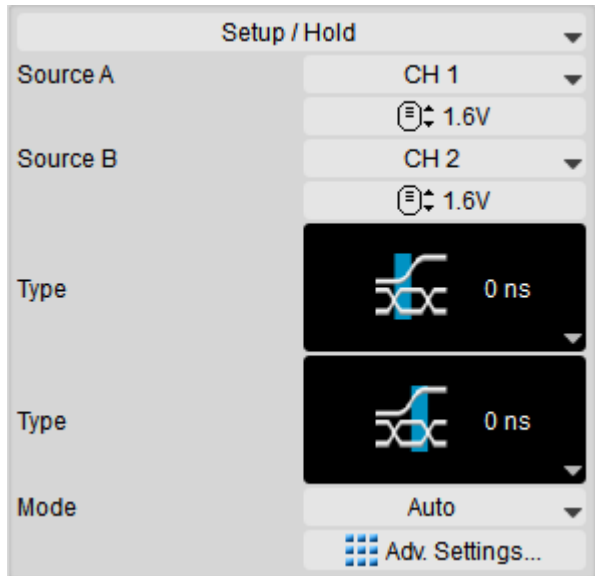 Setup / Hold
Source A CH 1
1.6V
Source B CH 2
1.6V
Type 0 ns
Type 0 ns
Mode Auto
Adv. Settings...